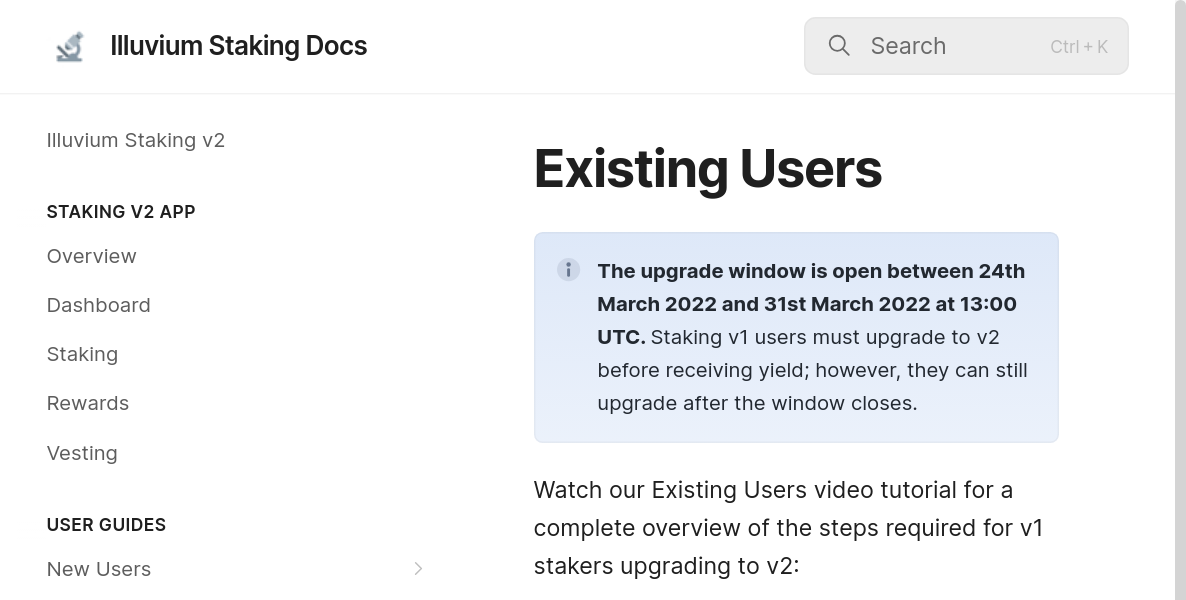 Illuvium Staking Docs
Search
Ctrl + K
Illuvium Staking v2
STAKING V2 APP
Overview
Dashboard
Staking
Rewards
Vesting
USER GUIDES
New Users
Existing Users
The upgrade window is open between 24th
March 2022 and 31st March 2022 at 13:00
UTC. Staking v1 users must upgrade to v2
before receiving yield; however, they can still
upgrade after the window closes.
Watch our Existing Users video tutorial for a
complete overview of the steps required for v1
stakers upgrading to v2: